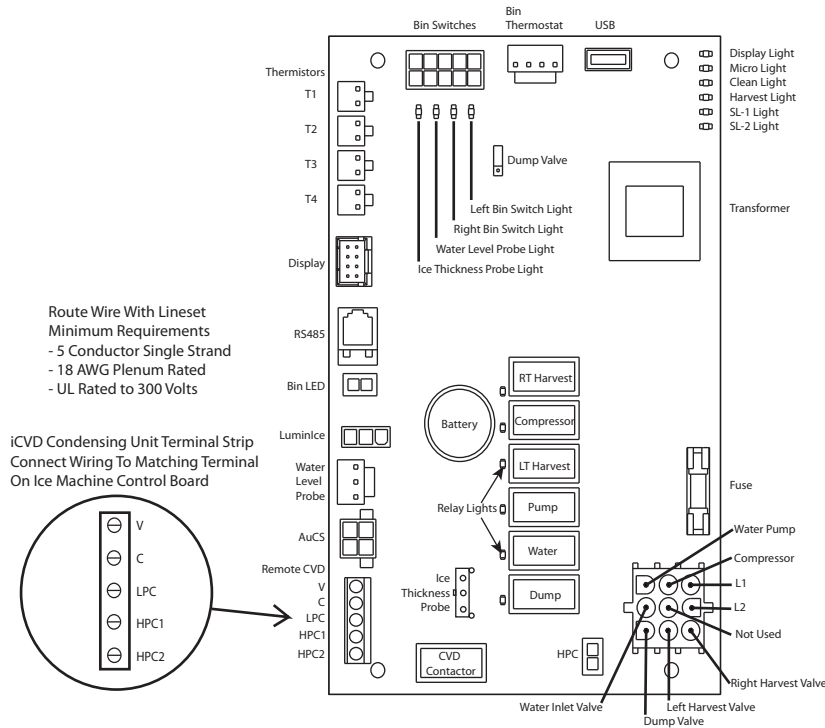 Bin Switches
Bin
Thermostat
USB
Display Light
Micro Light
Clean Light
Harvest Light
SL-1 Light
SL-2 Light
Thermistors
T1
T2
T3
T4
Dump Valve
Left Bin Switch Light
Right Bin Switch Light
Water Level Probe Light
Ice Thickness Probe Light
Transformer
Display
Route Wire With Lineset
Minimum Requirements
- 5 Conductor Single Strand
- 18 AWG Plenum Rated
- UL Rated to 300 Volts
RS485
Bin LED
LuminIce
Water
Level
Probe
AuCS
Remote CVD
V
C
LPC
HPC1
HPC2
iCVD Condensing Unit Terminal Strip
Connect Wiring To Matching Terminal
On Ice Machine Control Board
V
C
LPC
HPC1
HPC2
Battery
RT Harvest
Compressor
LT Harvest
Relay Lights
Pump
Water
Dump
Ice
Thickness
Probe
CVD
Contactor
HPC
Fuse
Water Pump
Compressor
L1
L2
Not Used
Right Harvest Valve
Left Harvest Valve
Water Inlet Valve
Dump Valve